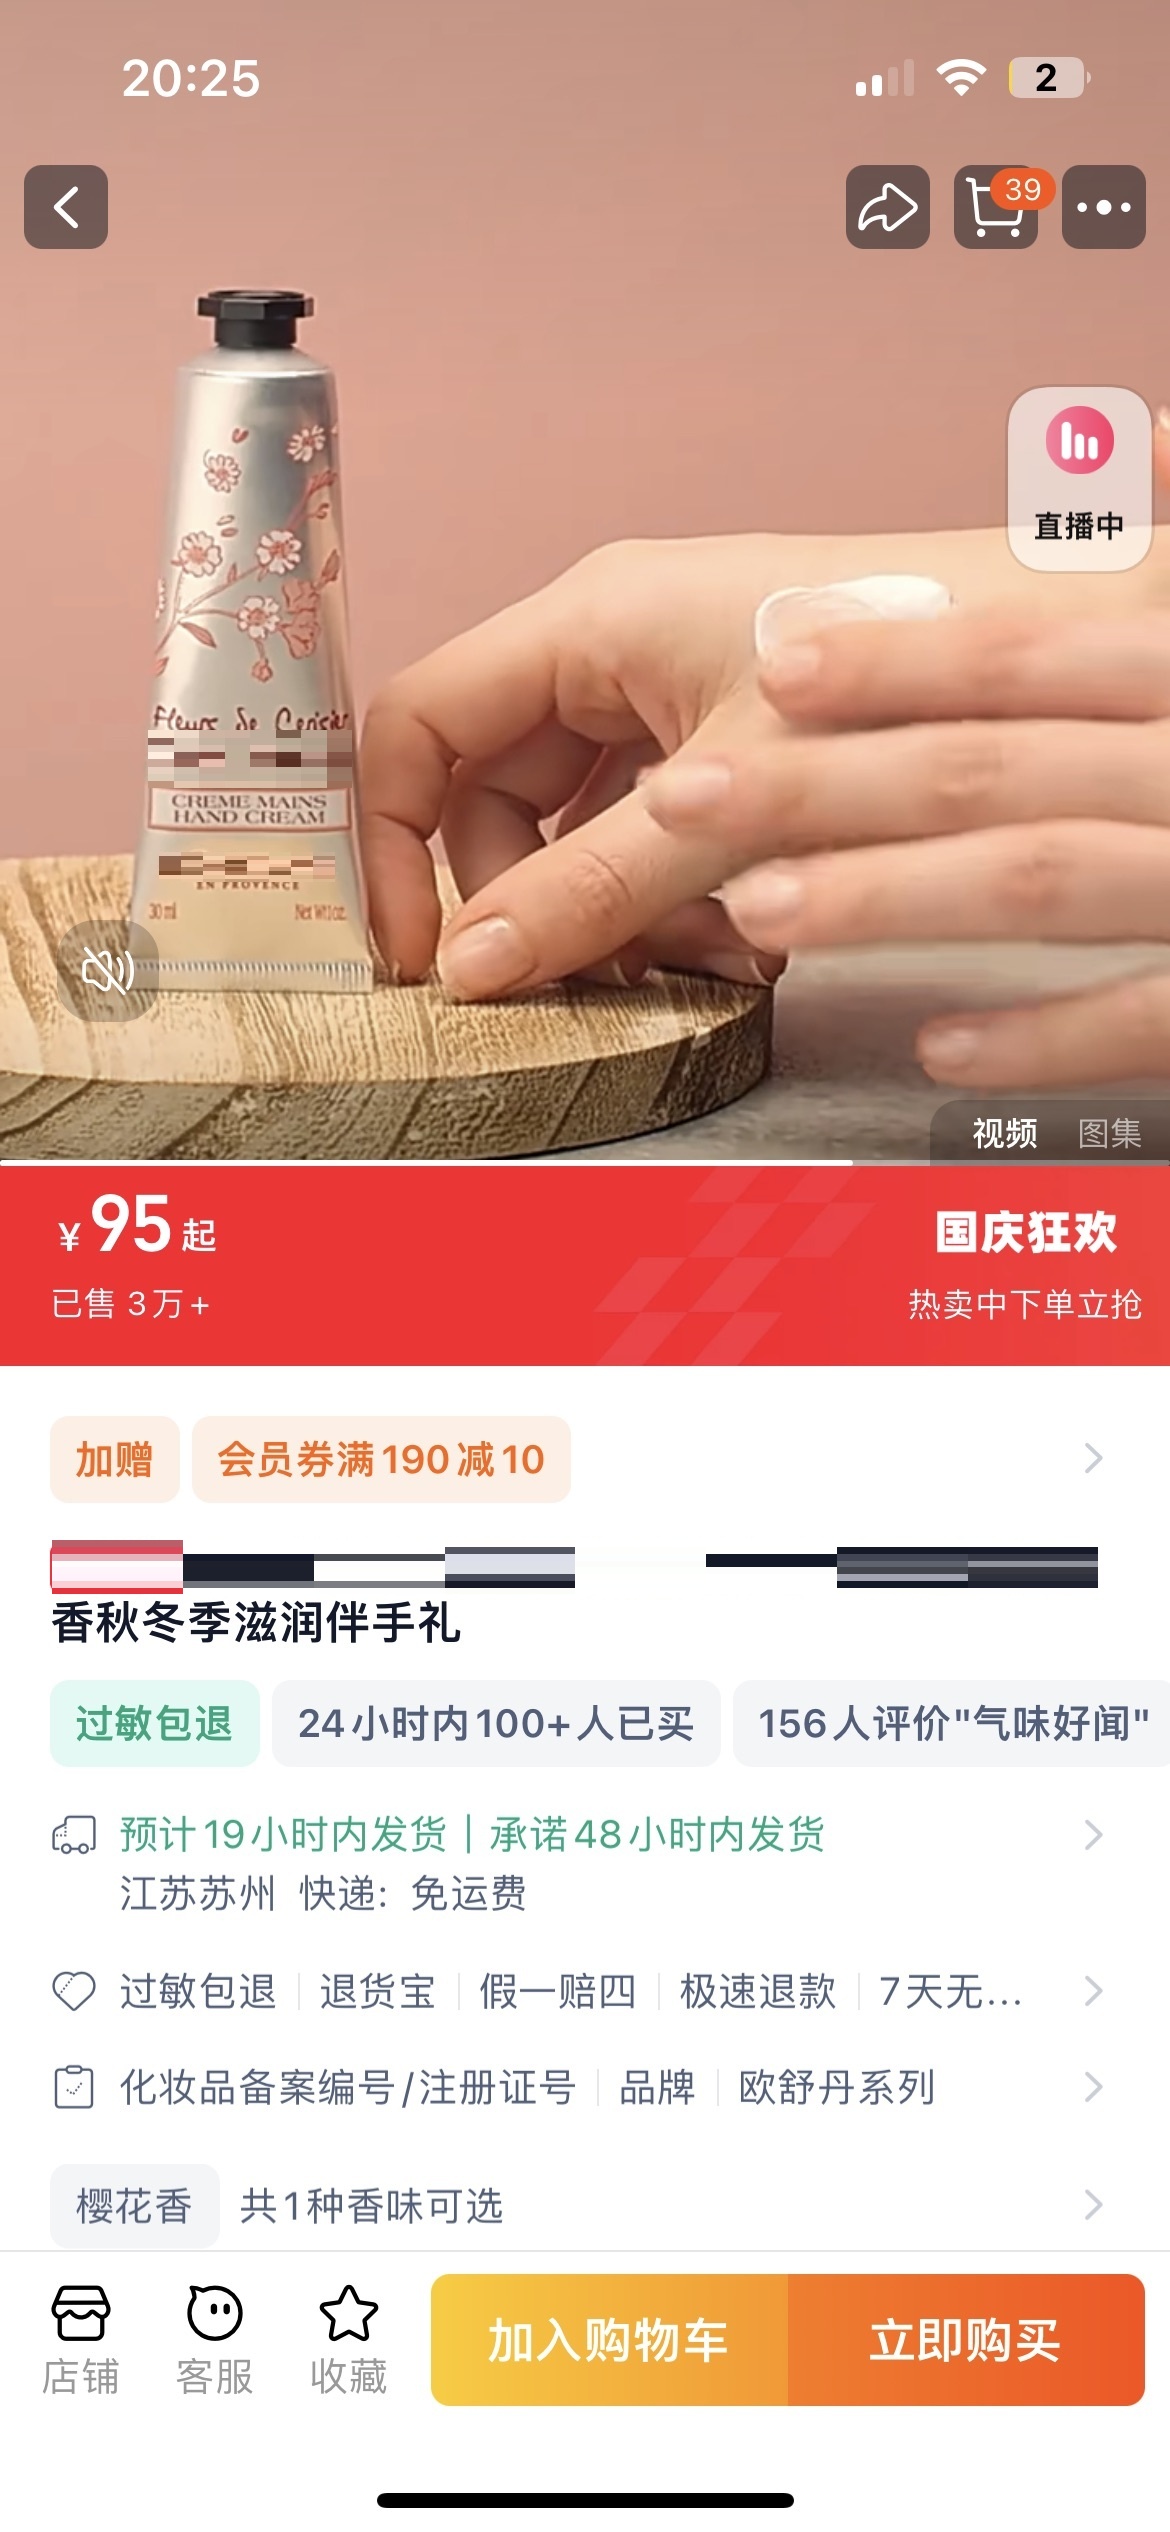 20:25
2
39
直播中
Fleurs de Cerisier
CREME MAINS
HAND CREAM
EN PROVENCE
30 ml Net Wt 1 oz.
视频 图集
¥95起
国庆狂欢
已售 3万+
热卖中下单立抢
加赠 会员券满190减10
香秋冬季滋润伴手礼
过敏包退 24小时内100+人已买 156人评价"气味好闻"
预计19小时内发货 | 承诺48小时内发货
江苏苏州 快递: 免运费
过敏包退 退货宝 假一赔四 极速退款 7天无...
化妆品备案编号/注册证号 品牌 欧舒丹系列
樱花香 共1种香味可选
店铺 客服 收藏 加入购物车 立即购买